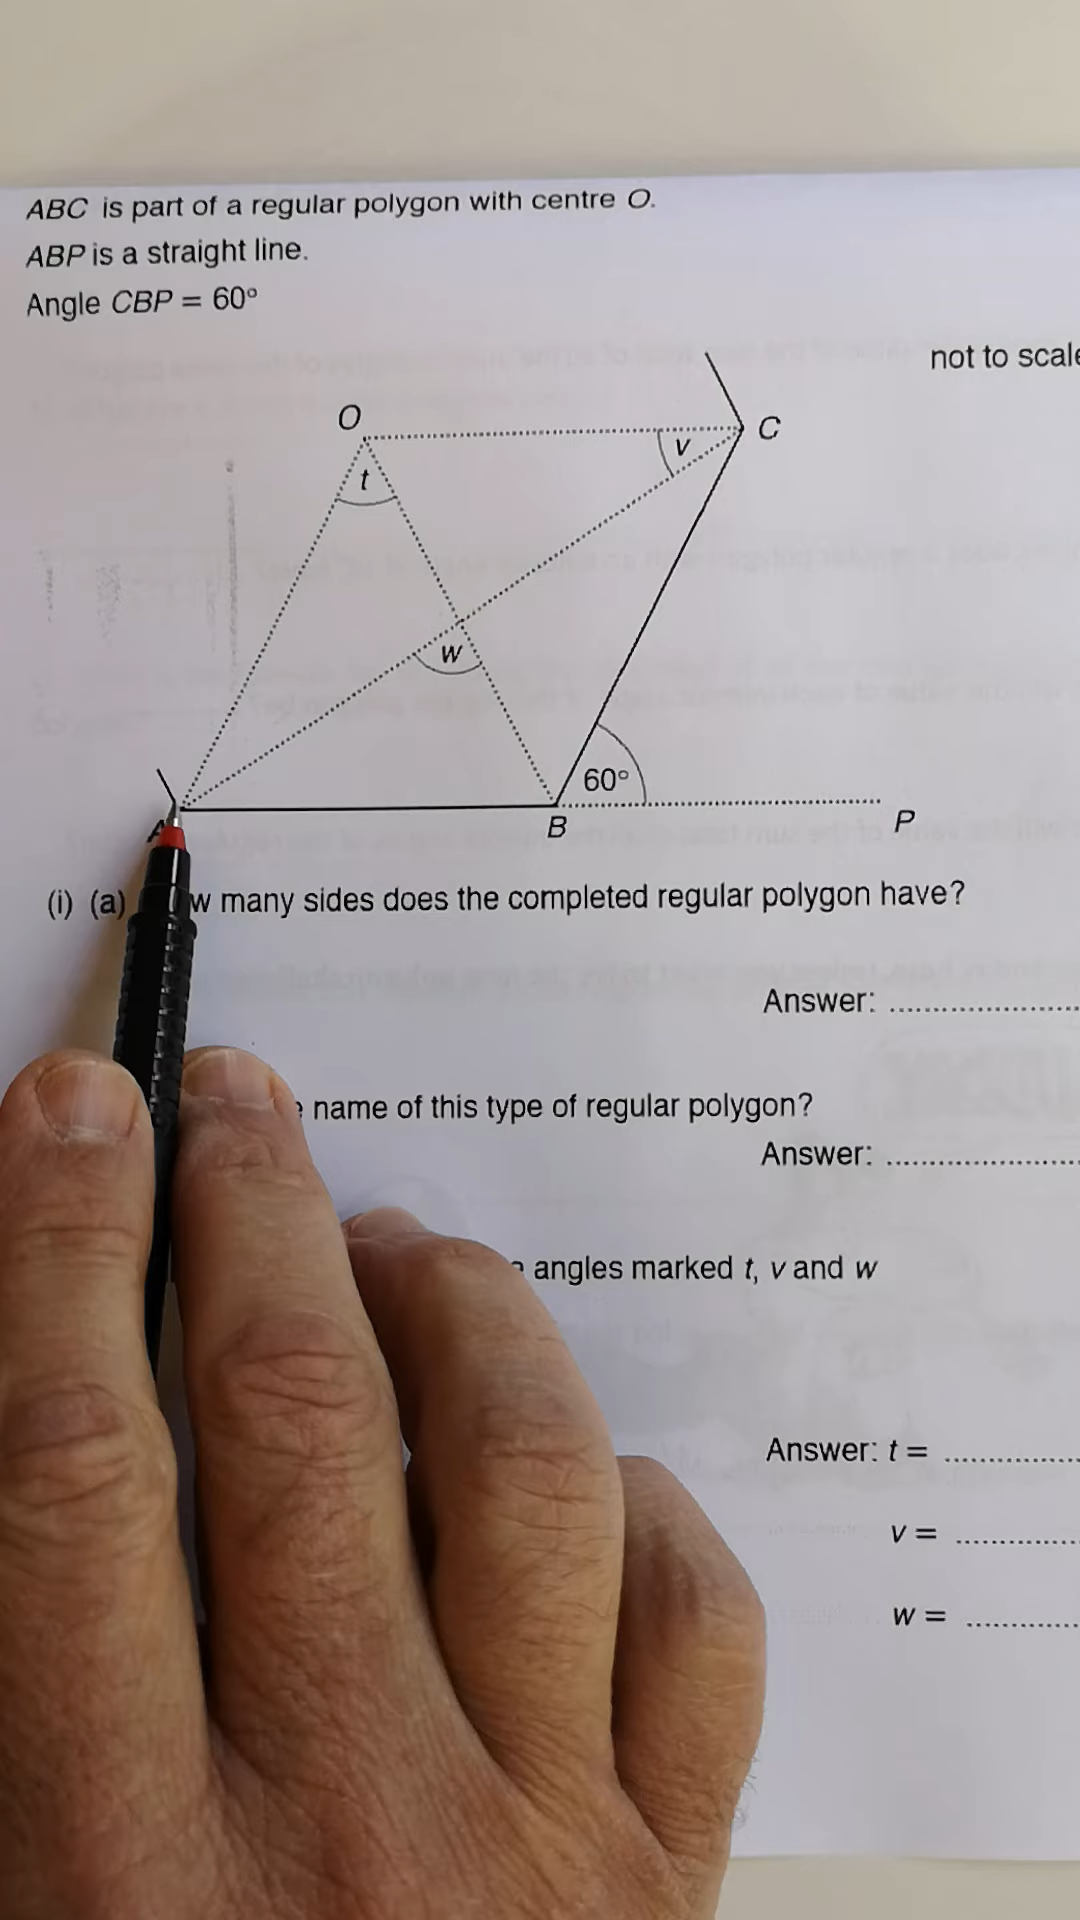 ABC is part of a regular polygon with centre O.
ABP is a straight line.
Angle CBP = 60°
not to scale
O
C
v
t
w
60°
A
B
P
(i) (a) w many sides does the completed regular polygon have?
Answer:
name of this type of regular polygon?
Answer:
angles marked t, v and w
Answer: t =
v =
w =